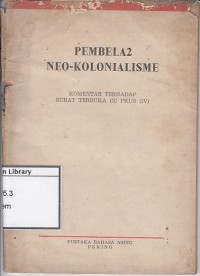 PEMBELA2
NEO-KOLONIALISME
KOMENTAR TERHADAP
SURAT TERBUKA CC PKUS (IV)
n Library
5.3
em
PUSTAKA BAHASA ASING
PEKING